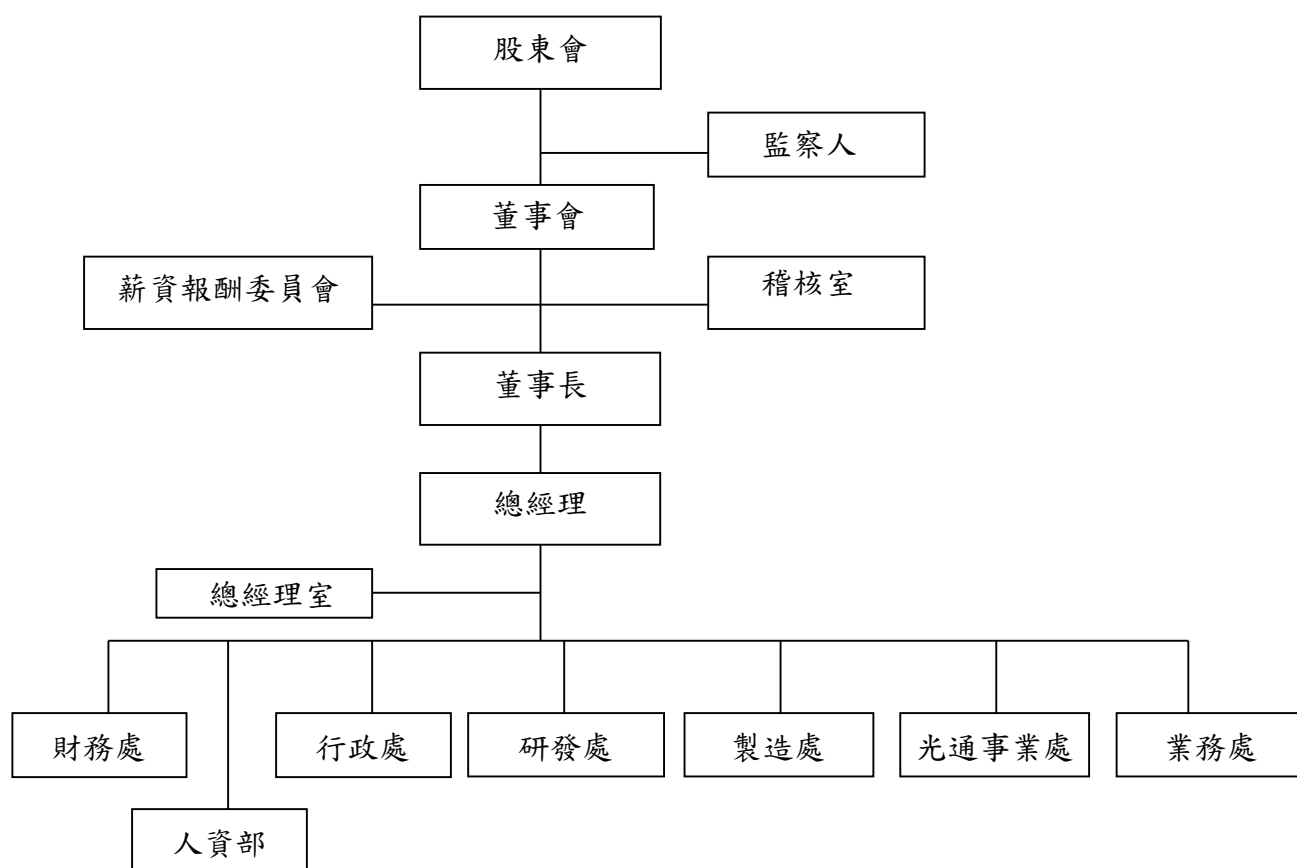 股東會
監察人
董事會
薪資報酬委員會
稽核室
董事長
總經理
總經理室
財務處
行政處
研發處
製造處
光通事業處
業務處
人資部